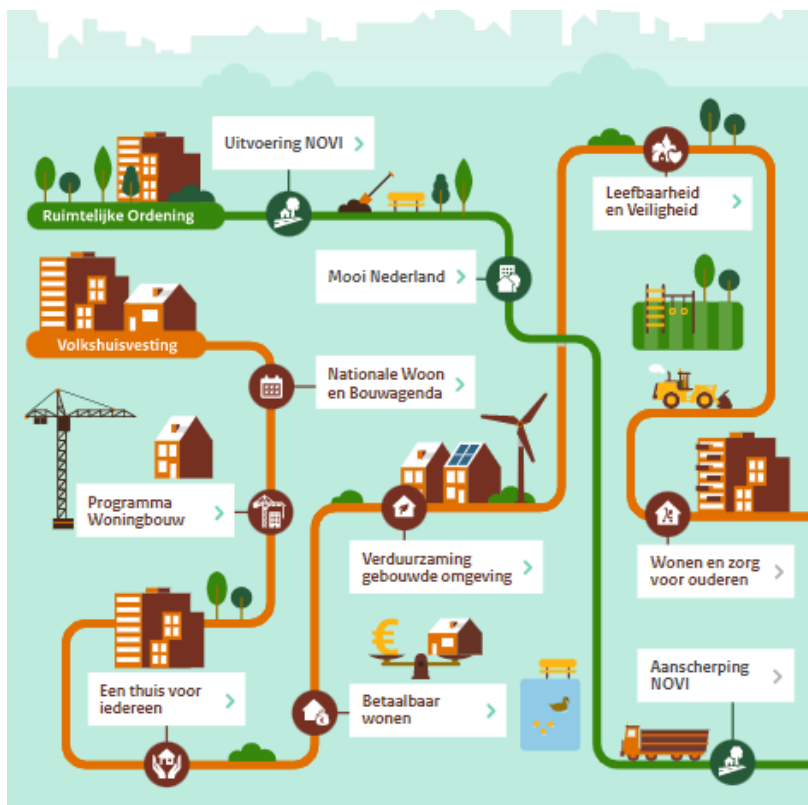 Uitvoering NOVI
Ruimtelijke Ordening
Leefbaarheid
en Veiligheid
Mooi Nederland
Volkshuisvesting
Nationale Woon
en Bouwagenda
Programma
Woningbouw
Verduurzaming
gebouwde omgeving
Wonen en zorg
voor ouderen
Een thuis voor
iedereen
Betaalbaar
wonen
€
Aanscherping
NOVI